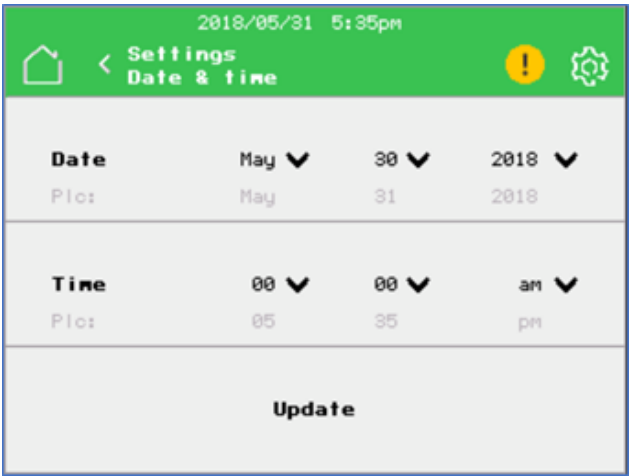 2018/05/31 5:35pm
< Settings
Date & time
!
Date May 30 2018
Plc: May 31 2018
Time 00 00 am
Plc: 05 35 pm
Update